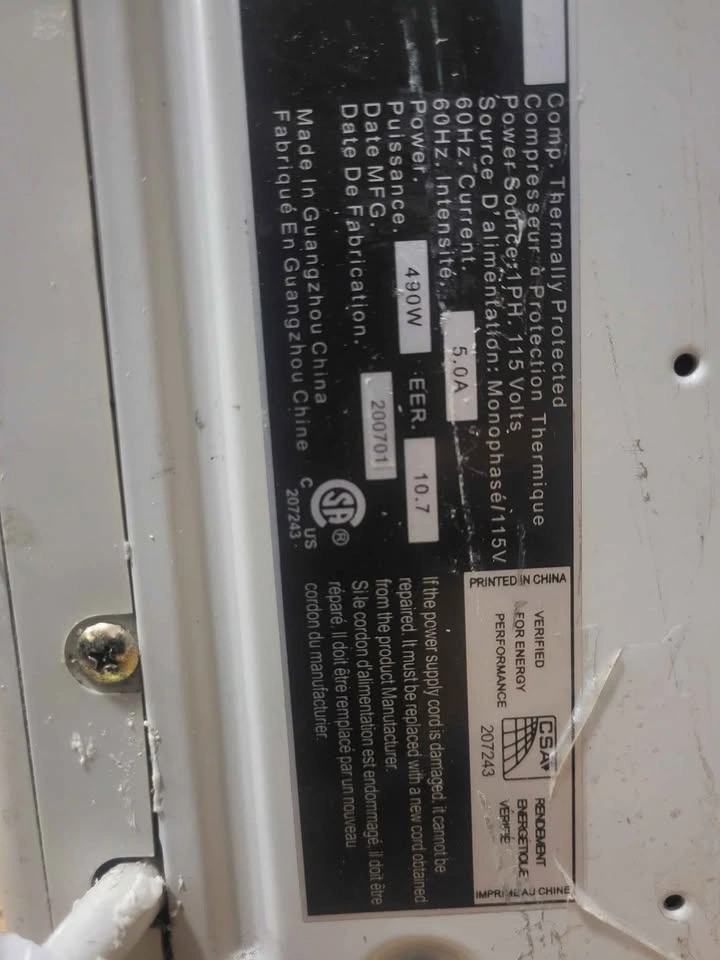 Comp. Thermally Protected
Compresseur à Protection Thermique
Power Source: 1PH. 115 Volts
Source D'alimentation: Monophasé/115V
60Hz. Current.
60Hz. Intensité. 5.0A
Power.
Puissance. 490W EER. 10.7
Date MFG.
Date De Fabrication. 200701
Made In Guangzhou China
Fabriqué En Guangzhou Chine
SA ®
C US
207243
PRINTED IN CHINA
VERIFIED
FOR ENERGY
PERFORMANCE
CSA
207243
RENDEMENT
ENERGETIQUE
VÉRIFIÉ
IMPRIME AU CHINE
If the power supply cord is damaged, it cannot be
repaired. It must be replaced with a new cord obtained
from the product Manufacturer.
Si le cordon d'alimentation est endommagé, il doit être
réparé. Il doit être remplacé par un nouveau
cordon du manufacturier.